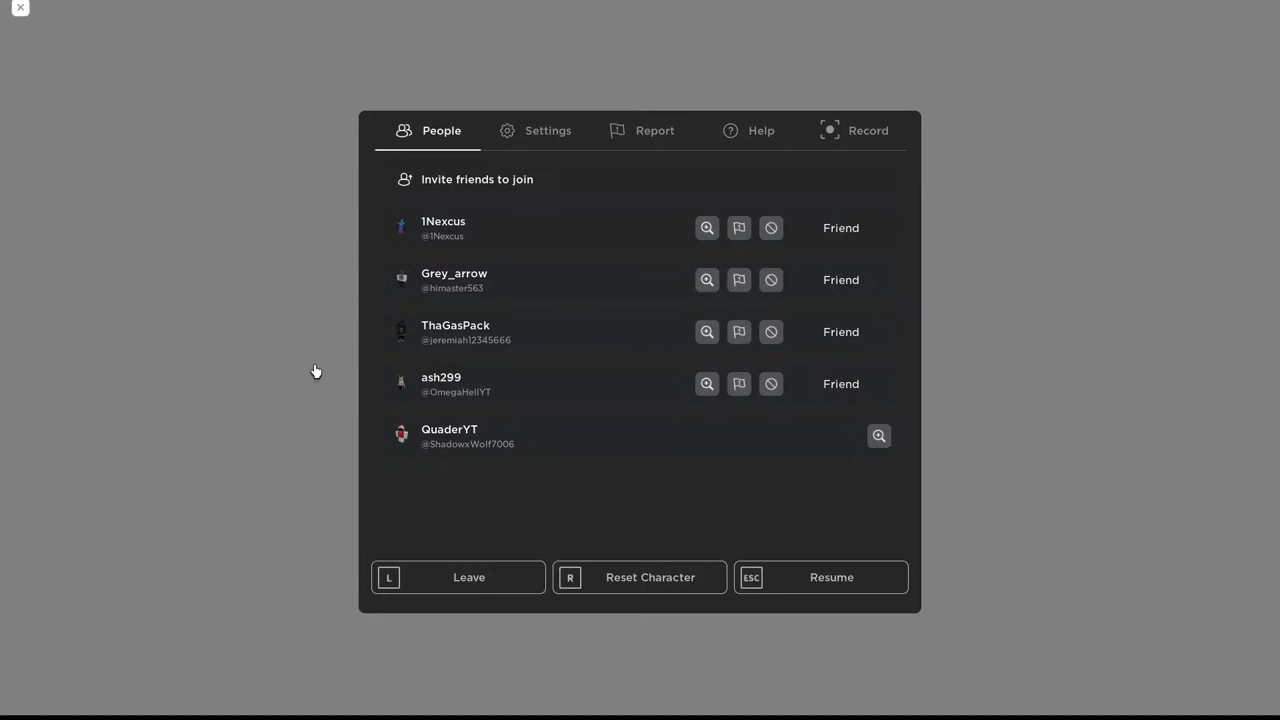 People
Settings
Report
Help
Record
Invite friends to join
1Nexcus
@1Nexcus
Friend
Grey_arrow
@himaster563
Friend
ThaGasPack
@jeremiah12345666
Friend
ash299
@OmegaHellYT
Friend
QuaderYT
@ShadowxWolf7006
L Leave
R Reset Character
ESC Resume